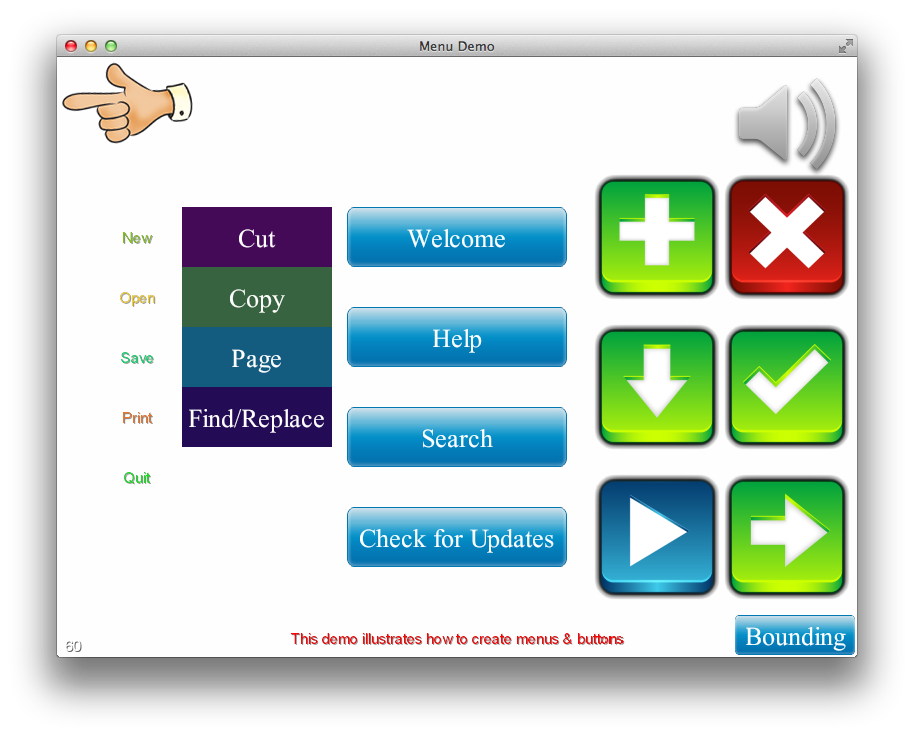 Menu Demo
New
Open
Save
Print
Quit
Cut
Copy
Page
Find/Replace
Welcome
Help
Search
Check for Updates
60
This demo illustrates how to create menus & buttons
Bounding